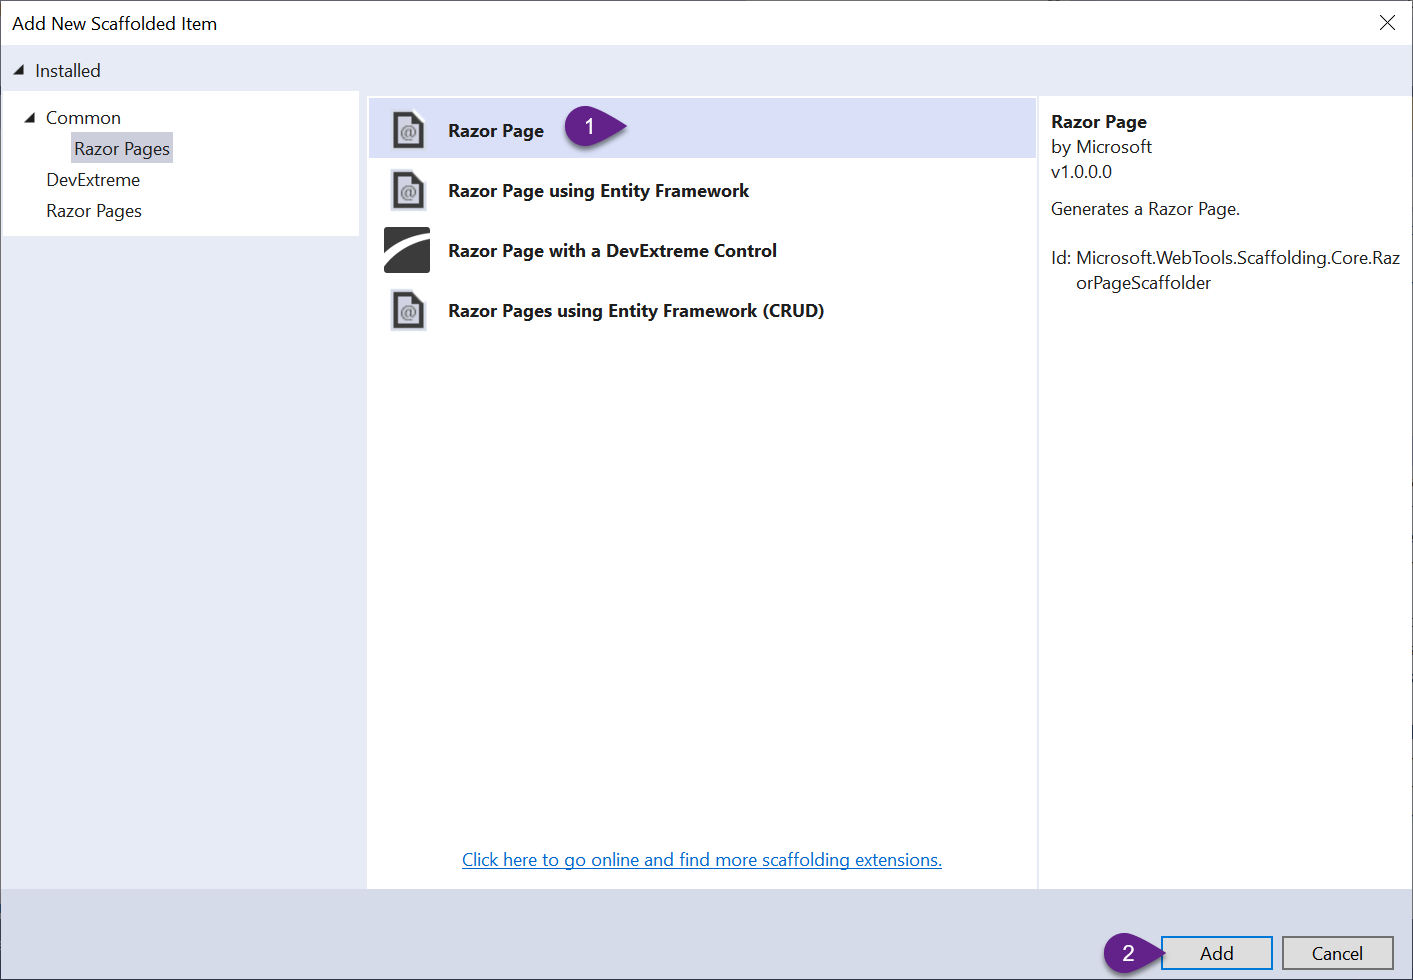 Add New Scaffolded Item
Installed
Common
Razor Pages
DevExtreme
Razor Pages
Razor Page
1
Razor Page using Entity Framework
Razor Page with a DevExtreme Control
Razor Pages using Entity Framework (CRUD)
Click here to go online and find more scaffolding extensions.
Razor Page
by Microsoft
v1.0.0.0
Generates a Razor Page.
Id: Microsoft.WebTools.Scaffolding.Core.Raz
orPageScaffolder
2
Add
Cancel